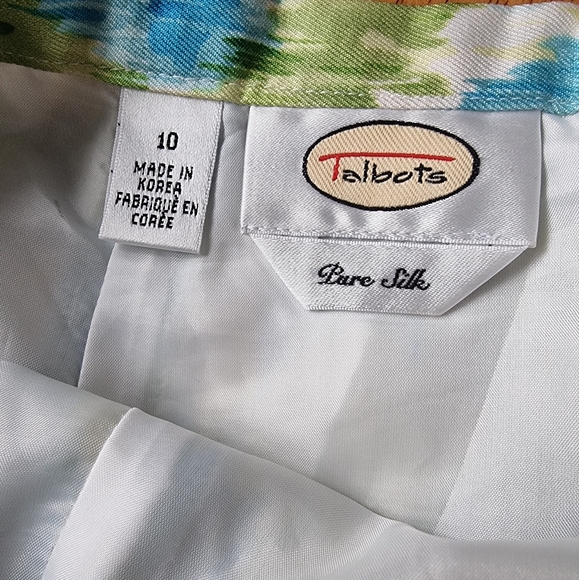 10
MADE IN
KOREA
FABRIQUÉ EN
CORÉE
Talbots
Pure Silk